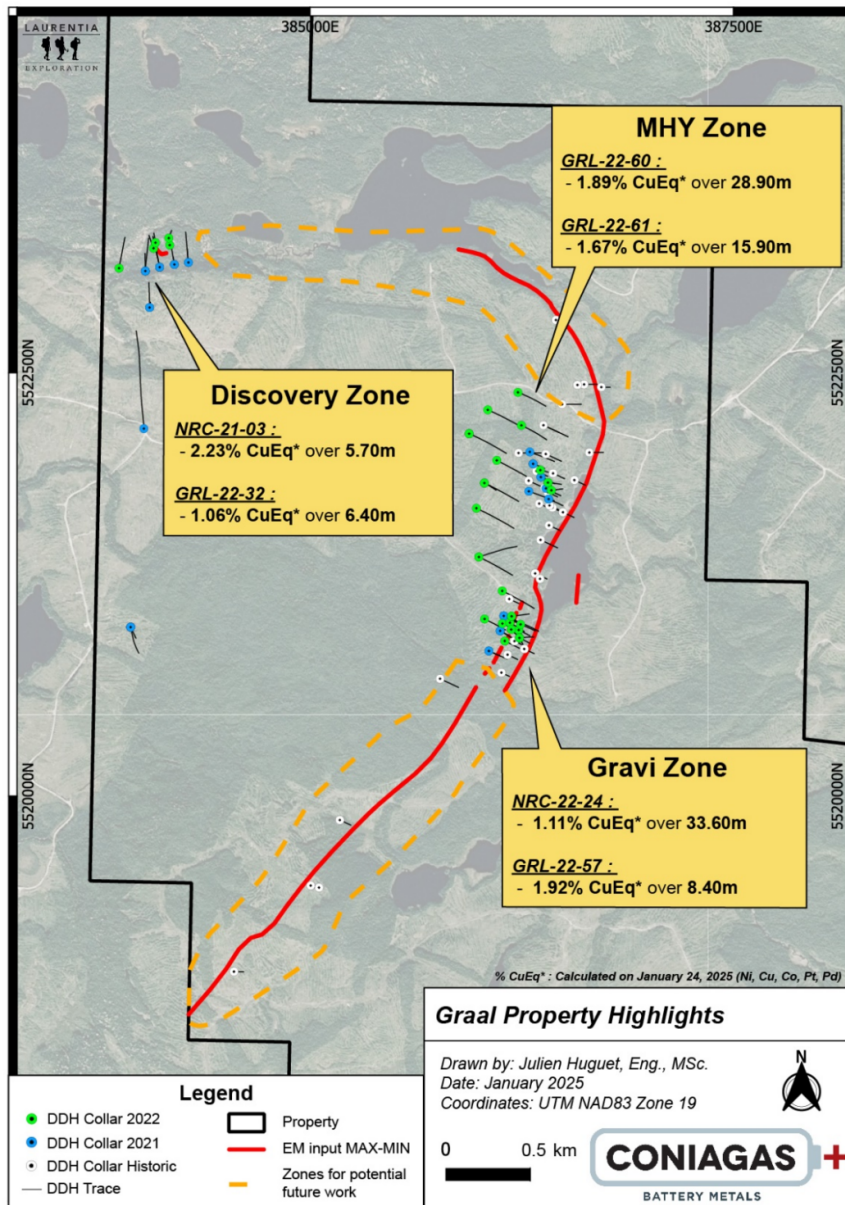 LAURENTIA
EXPLORATION
385000E
387500E
MHY Zone
GRL-22-60 :
- 1.89% CuEq* over 28.90m
GRL-22-61 :
- 1.67% CuEq* over 15.90m
5522500N
5522500N
Discovery Zone
NRC-21-03 :
- 2.23% CuEq* over 5.70m
GRL-22-32 :
- 1.06% CuEq* over 6.40m
5520000N
5520000N
Gravi Zone
NRC-22-24 :
- 1.11% CuEq* over 33.60m
GRL-22-57 :
- 1.92% CuEq* over 8.40m
% CuEq* : Calculated on January 24, 2025 (Ni, Cu, Co, Pt, Pd)
Graal Property Highlights
Drawn by: Julien Huguet, Eng., MSc.
Date: January 2025
Coordinates: UTM NAD83 Zone 19
N
0 0.5 km
CONIAGAS +
BATTERY METALS
Legend
DDH Collar 2022
DDH Collar 2021
DDH Collar Historic
DDH Trace
Property
EM input MAX-MIN
Zones for potential
future work